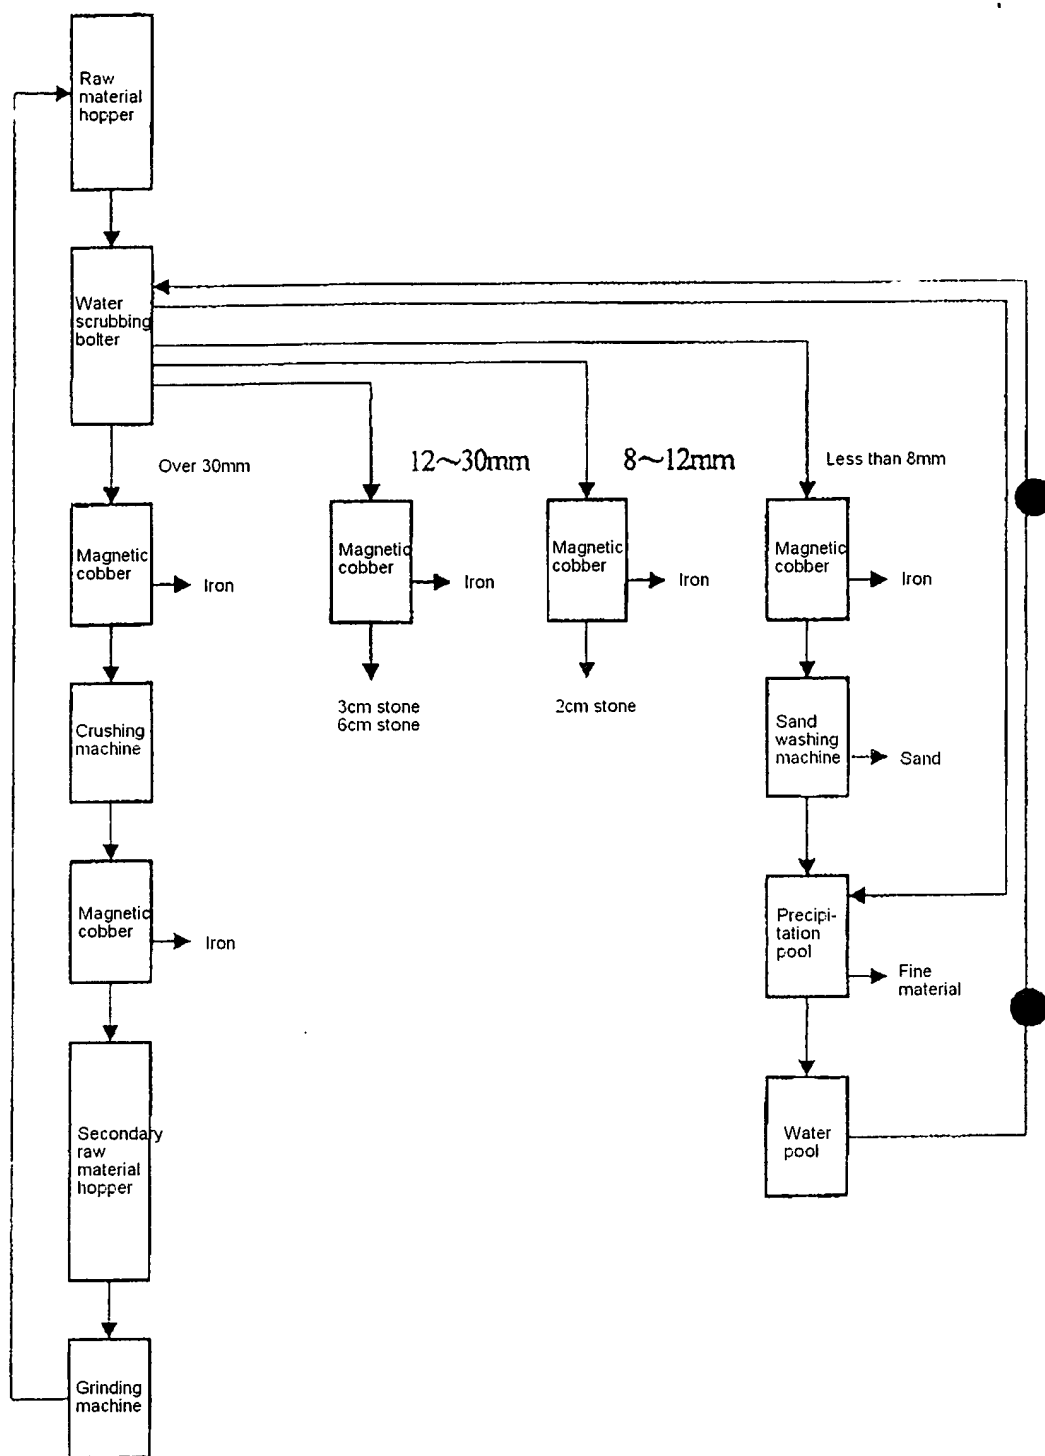 Raw
material
hopper
Water
scrubbing
bolter
Over 30mm
12～30mm
8～12mm
Less than 8mm
Magnetic
cobber
Iron
Magnetic
cobber
Iron
Magnetic
cobber
Iron
Magnetic
cobber
Iron
3cm stone
6cm stone
2cm stone
Crushing
machine
Sand
washing
machine
Sand
Magnetic
cobber
Iron
Precipi-
tation
pool
Fine
material
Secondary
raw
material
hopper
Water
pool
Grinding
machine